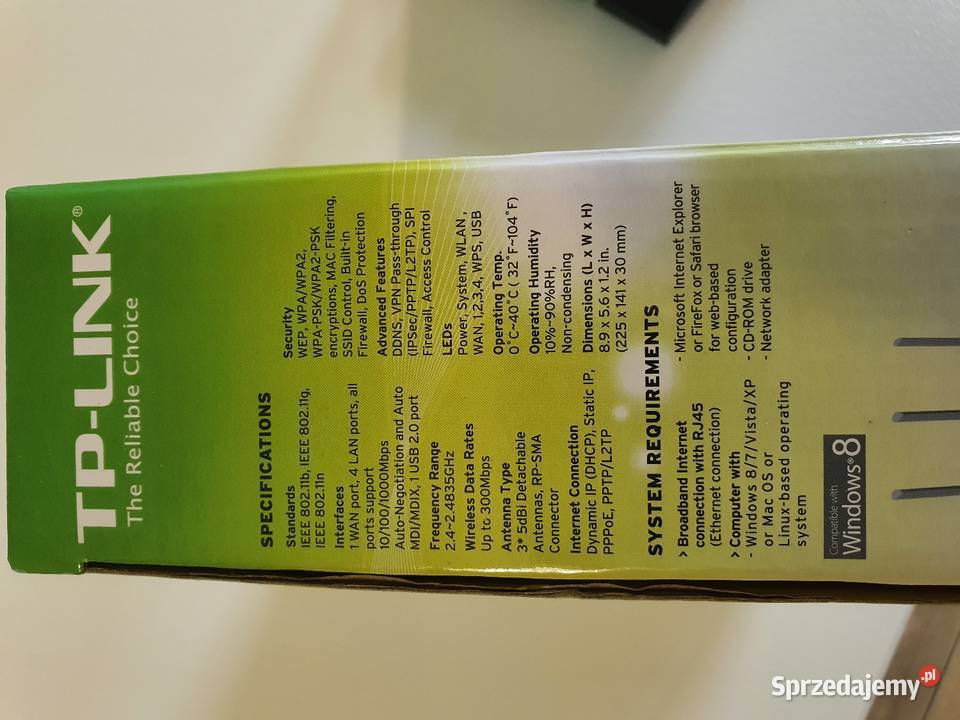 TP-LINK®
The Reliable Choice
SPECIFICATIONS
Standards
IEEE 802.11b, IEEE 802.11g,
IEEE 802.11n
Interfaces
1 WAN port, 4 LAN ports, all
ports support
10/100/1000Mbps
Auto-Negotiation and Auto
MDI/MDIX, 1 USB 2.0 port
Frequency Range
2.4-2.4835GHz
Wireless Data Rates
Up to 300Mbps
Antenna Type
3* 5dBi Detachable
Antennas, RP-SMA
Connector
Internet Connection
Dynamic IP (DHCP), Static IP,
PPPoE, PPTP/L2TP
Security
WEP, WPA/WPA2,
WPA-PSK/WPA2-PSK
encryptions, MAC Filtering,
SSID Control, Bulit-in
Firewall, DoS Protection
Advanced Features
DDNS, VPN Pass-through
(IPSec/PPTP/L2TP), SPI
Firewall, Access Control
LEDs
Power, System, WLAN ,
WAN, 1,2,3,4, WPS, USB
Operating Temp.
0˚C~40˚C ( 32˚F~104˚F)
Operating Humidity
10%~90%RH,
Non-condensing
Dimensions (L x W x H)
8.9 x 5.6 x 1.2 in.
(225 x 141 x 30 mm)
SYSTEM REQUIREMENTS
> Broadband Internet
connection with RJ45
(Ethernet connection)
> Computer with
- Windows 8/7/Vista/XP
or Mac OS or
Linux-based operating
system
- Microsoft Internet Explorer
or FireFox or Safari browser
for web-based
configuration
- CD-ROM drive
- Network adapter
Compatible with
Windows® 8
Sprzedajemy.pl